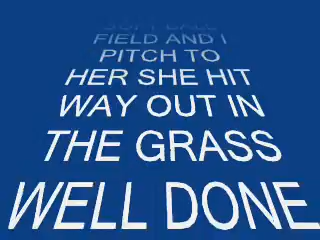 FIELD AND I
PITCH TO
HER SHE HIT
WAY OUT IN
THE GRASS
WELL DONE